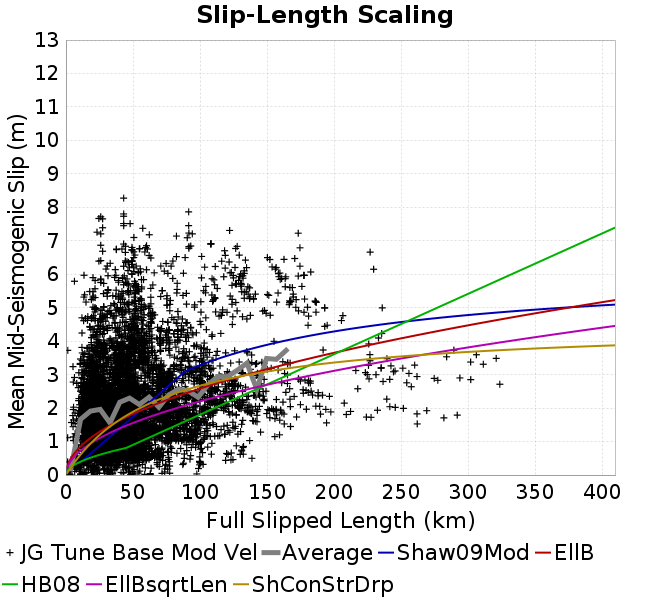 Slip-Length Scaling
Mean Mid-Seismogenic Slip (m)
13
12
11
10
9
8
7
6
5
4
3
2
1
0
0 50 100 150 200 250 300 350 400
Full Slipped Length (km)
JG Tune Base Mod Vel Average Shaw09Mod EllB
HB08 EllBsqrtLen ShConStrDrp